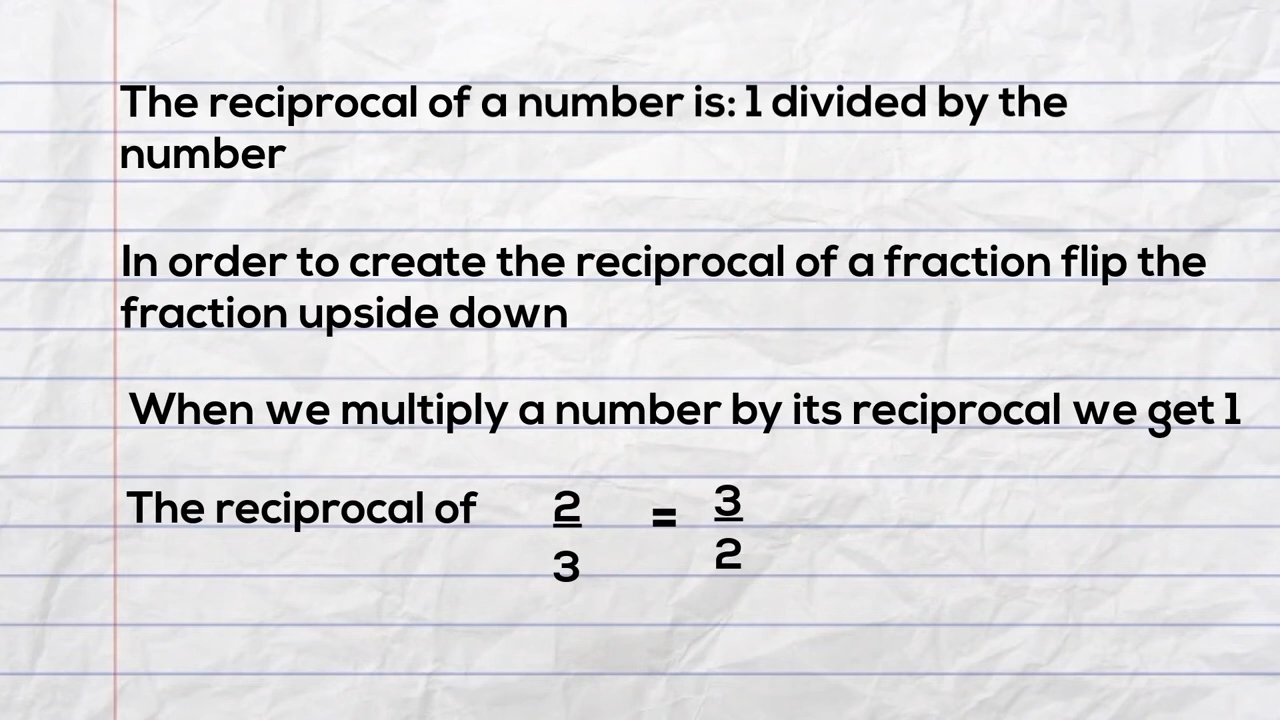 The reciprocal of a number is: 1 divided by the
number
In order to create the reciprocal of a fraction flip the
fraction upside down
When we multiply a number by its reciprocal we get 1
The reciprocal of 2/3 = 3/2